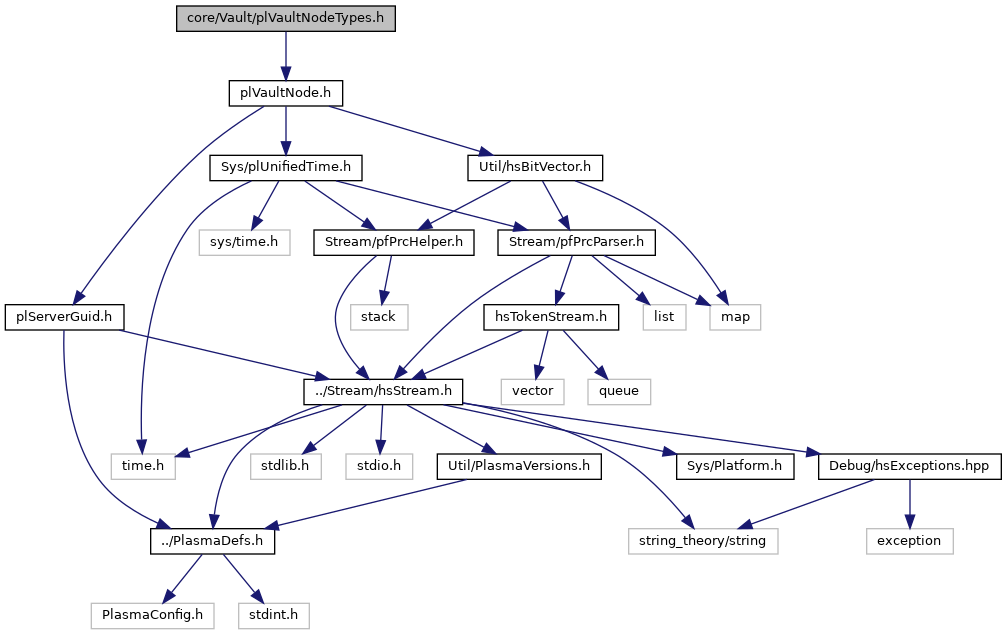 core/Vault/plVaultNodeTypes.h
plVaultNode.h
Sys/plUnifiedTime.h
Util/hsBitVector.h
sys/time.h
Stream/pfPrcHelper.h
Stream/pfPrcParser.h
plServerGuid.h
stack
hsTokenStream.h
list
map
../Stream/hsStream.h
vector
queue
time.h
stdlib.h
stdio.h
Util/PlasmaVersions.h
Sys/Platform.h
Debug/hsExceptions.hpp
../PlasmaDefs.h
string_theory/string
exception
PlasmaConfig.h
stdint.h